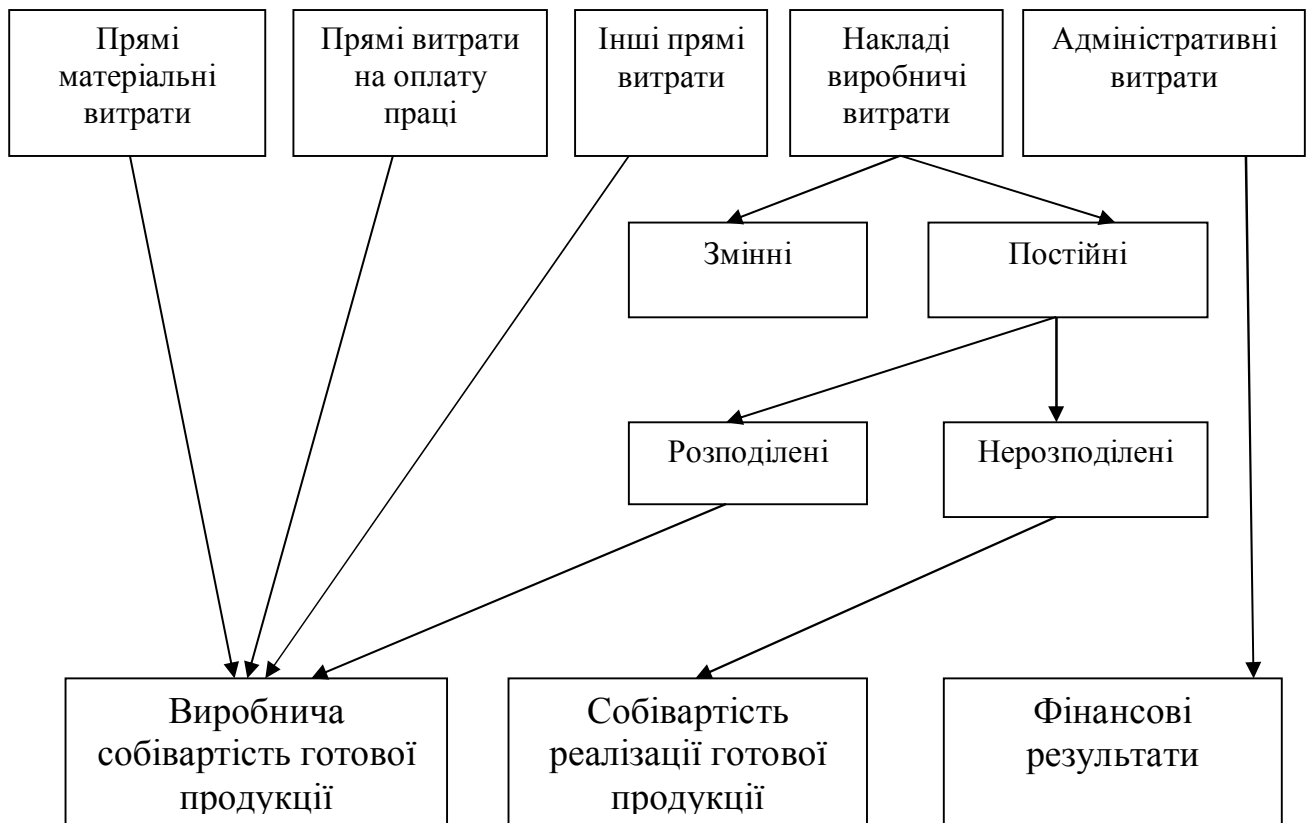 Прямі
матеріальні
витрати
Прямі витрати
на оплату
праці
Інші прямі
витрати
Накладі
виробничі
витрати
Адміністративні
витрати
Змінні
Постійні
Розподілені
Нерозподілені
Виробнича
собівартість готової
продукції
Собівартість
реалізації готової
продукції
Фінансові
результати